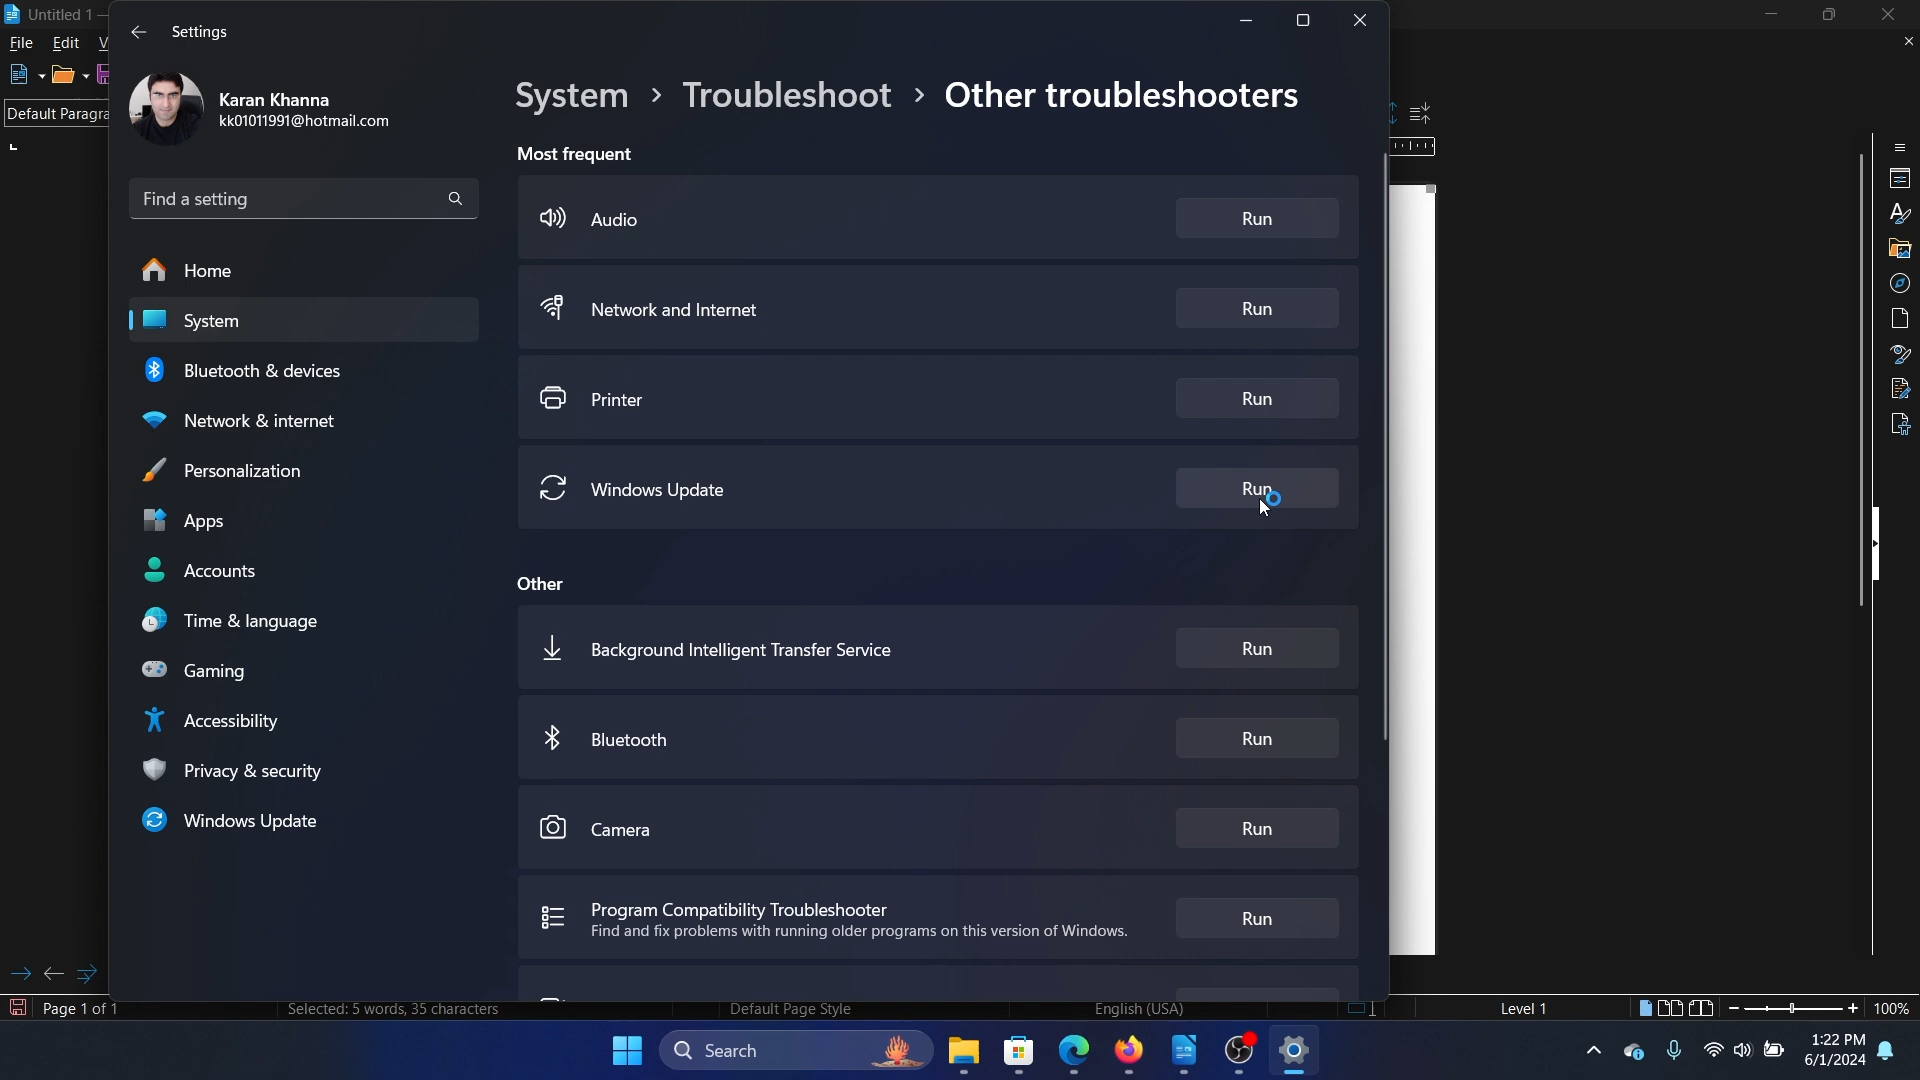 Untitled 1 —
File Edit V
Default Paragra
Settings
Karan Khanna
kk01011991@hotmail.com
Find a setting
Home
System
Bluetooth & devices
Network & internet
Personalization
Apps
Accounts
Time & language
Gaming
Accessibility
Privacy & security
Windows Update
System > Troubleshoot > Other troubleshooters
Most frequent
Audio Run
Network and Internet Run
Printer Run
Windows Update Run
Other
Background Intelligent Transfer Service Run
Bluetooth Run
Camera Run
Program Compatibility Troubleshooter Run
Find and fix problems with running older programs on this version of Windows.
Page 1 of 1 Selected: 5 words, 35 characters Default Page Style English (USA) Level 1 100%
Search
1:22 PM
6/1/2024